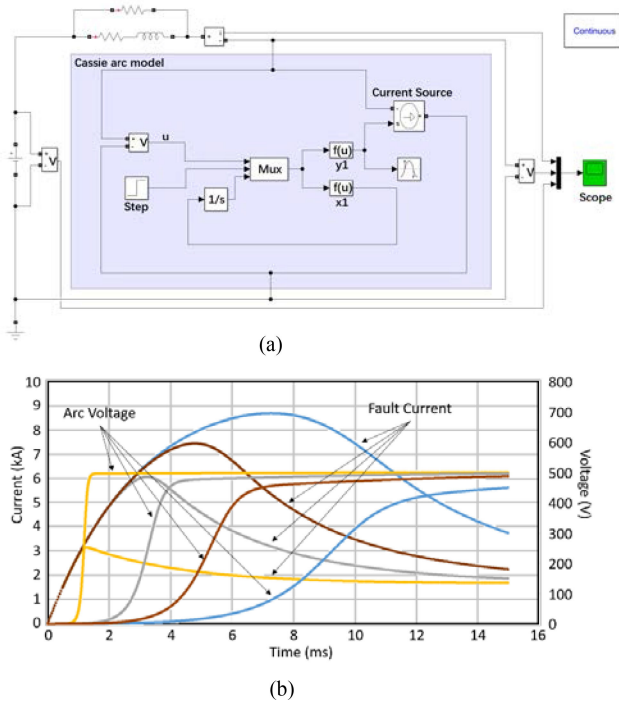 Continuous
Cassie arc model
Current Source
V
u
Mux
f(u)
y1
f(u)
x1
Step
1/s
V
V
Scope
(a)
Arc Voltage
Fault Current
Current (kA)
Voltage (V)
10
9
8
7
6
5
4
3
2
1
0
800
700
600
500
400
300
200
100
0
0 2 4 6 8 10 12 14 16
Time (ms)
(b)